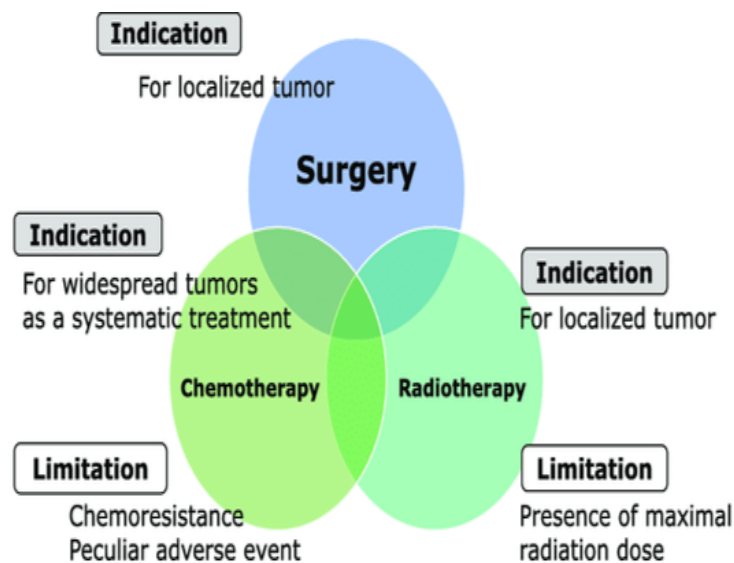 Indication
For localized tumor
Surgery
Indication
For widespread tumors
as a systematic treatment
Indication
For localized tumor
Chemotherapy
Radiotherapy
Limitation
Chemoresistance
Peculiar adverse event
Limitation
Presence of maximal
radiation dose